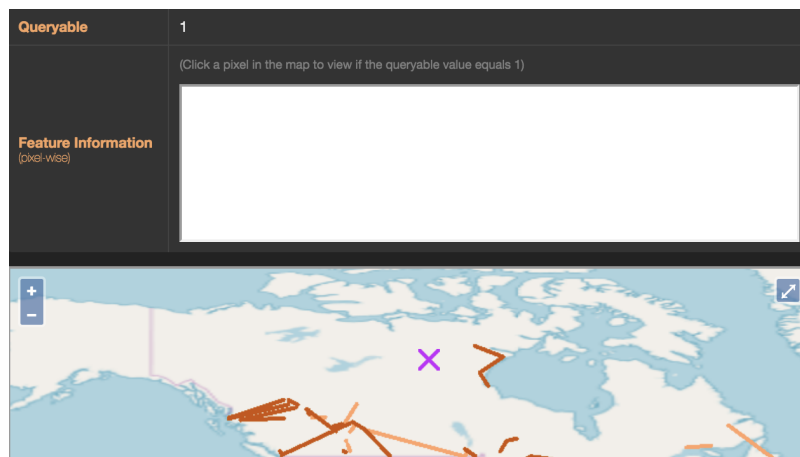 Queryable
1
(Click a pixel in the map to view if the queryable value equals 1)
Feature Information
(pixel-wise)
+
−